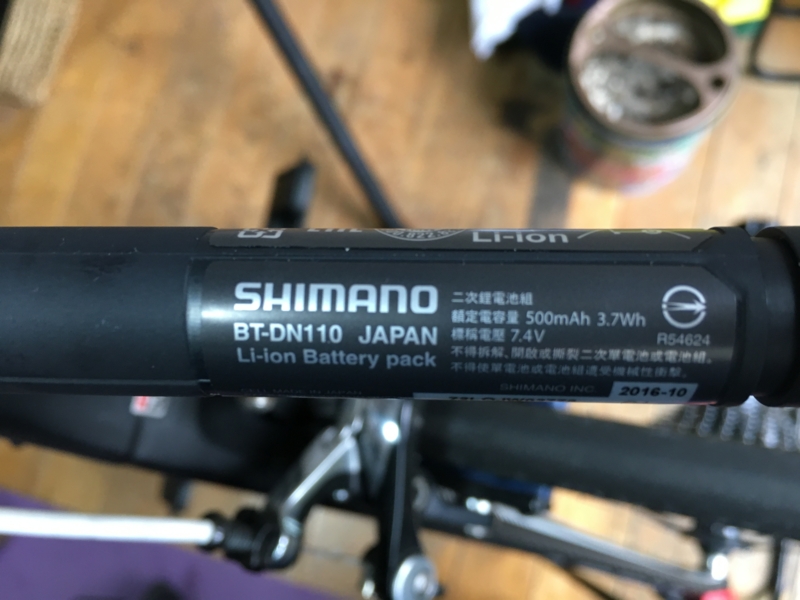 Li-ion
SHIMANO
BT-DN110 JAPAN
Li-ion Battery pack
二次鋰電池組
額定電容量 500mAh 3.7Wh
標稱電壓 7.4V
不得拆解、開啟或撕裂二次單電池或電池組。
不得使單電池或電池組遭受機械性衝擊。
R54624
SHIMANO INC.
2016-10